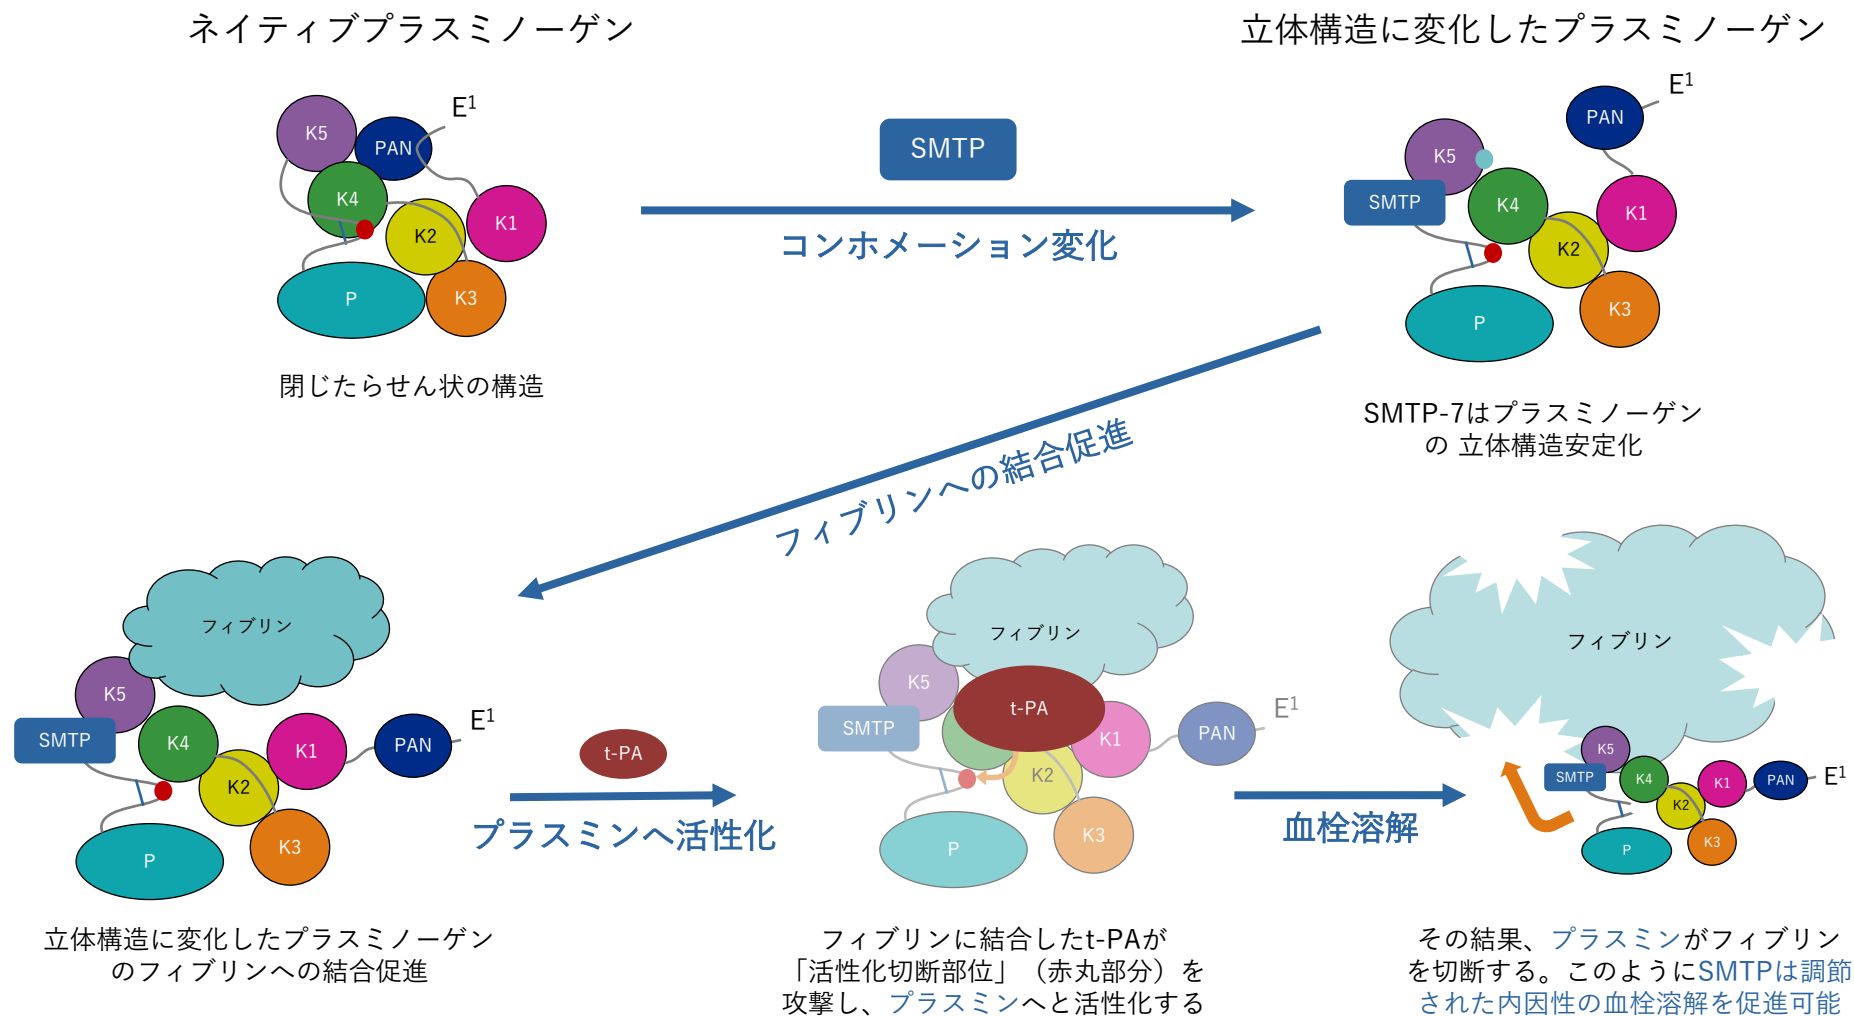 ネイティブプラスミノーゲン
立体構造に変化したプラスミノーゲン
K5
PAN
E1
K4
K2
K1
P
K3
閉じたらせん状の構造
SMTP
コンホメーション変化
PAN
E1
K5
SMTP
K4
K1
K2
K3
P
SMTP-7はプラスミノーゲン
の 立体構造安定化
フィブリンへの結合促進
フィブリン
K5
SMTP
K4
K1
PAN
E1
K2
K3
P
立体構造に変化したプラスミノーゲン
のフィブリンへの結合促進
t-PA
プラスミンへ活性化
フィブリン
K5
t-PA
SMTP
K1
PAN
E1
K2
K3
P
フィブリンに結合したt-PAが
「活性化切断部位」（赤丸部分）を
攻撃し、プラスミンへと活性化する
血栓溶解
フィブリン
K5
SMTP
K4
K1
PAN
E1
K2
K3
P
その結果、プラスミンがフィブリン
を切断する。このようにSMTPは調節
された内因性の血栓溶解を促進可能